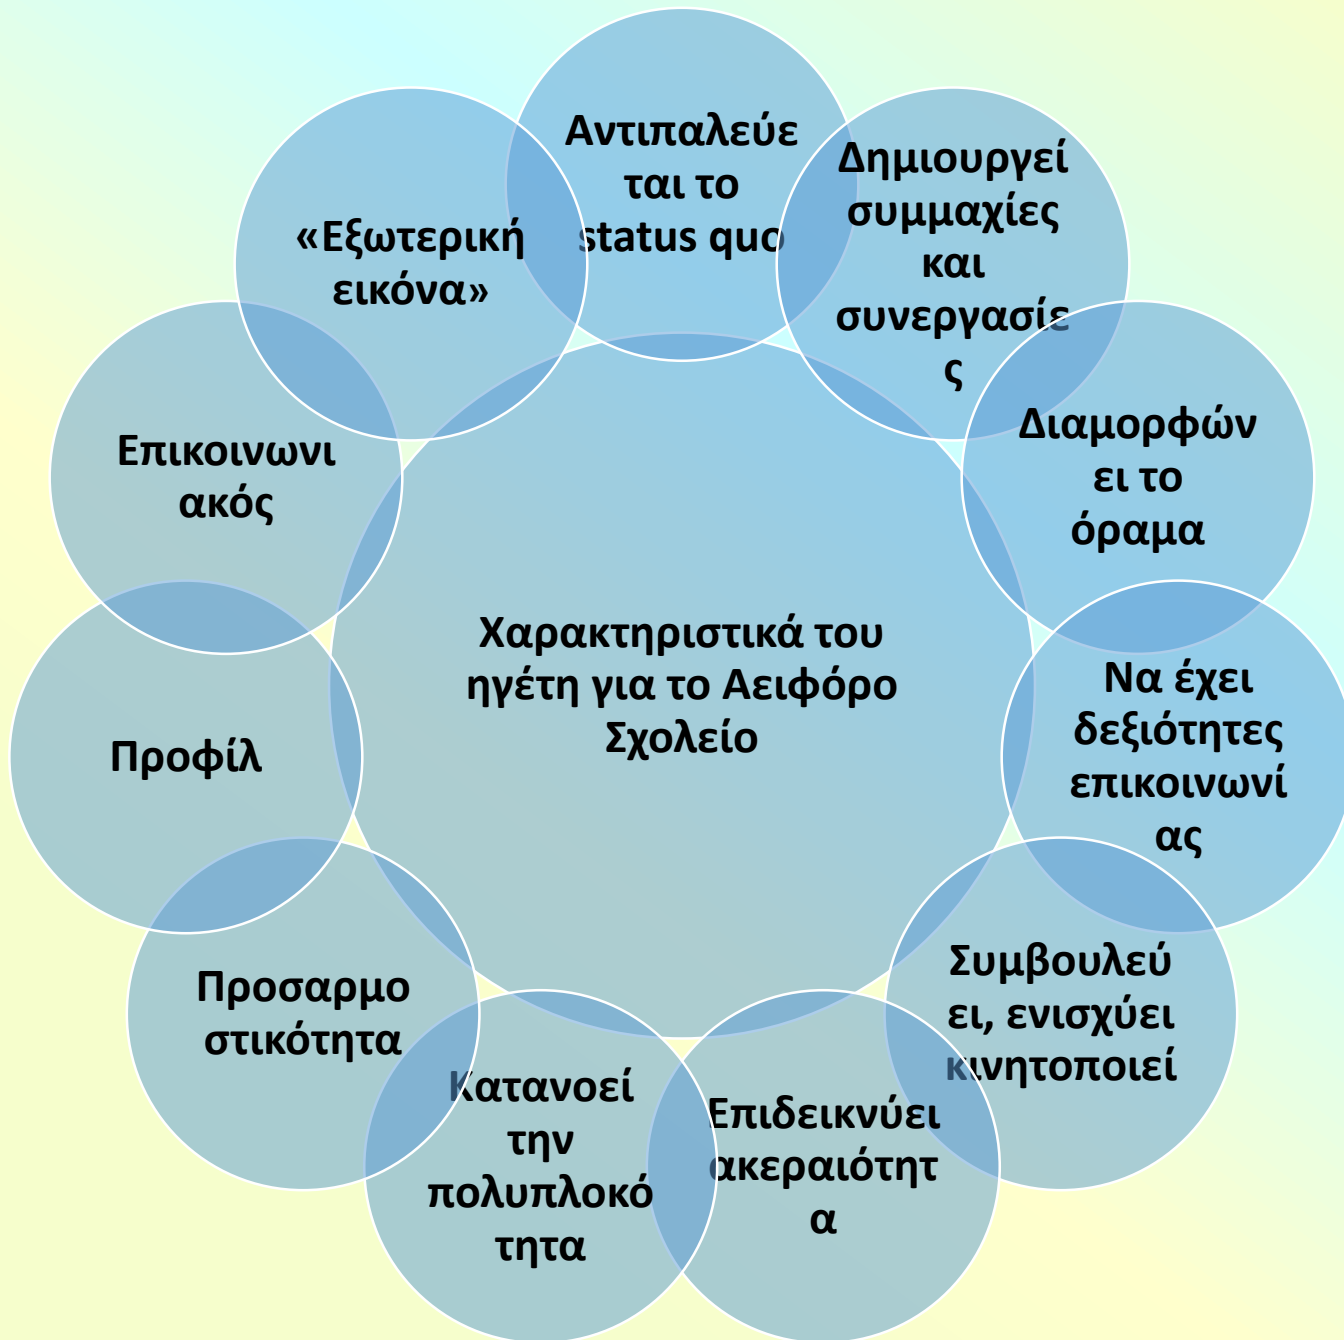 Αντιπαλεύε
ται το
status quo
Δημιουργεί
συμμαχίες
και
συνεργασίε
ς
Διαμορφών
ει το
όραμα
Να έχει
δεξιότητες
επικοινωνί
ας
Συμβουλεύ
ει, ενισχύει
κινητοποιεί
Επιδεικνύει
ακεραιότητ
α
Κατανοεί
την
πολυπλοκό
τητα
Προσαρμο
στικότητα
Προφίλ
Επικοινωνι
ακός
«Εξωτερική
εικόνα»
Χαρακτηριστικά του
ηγέτη για το Αειφόρο
Σχολείο